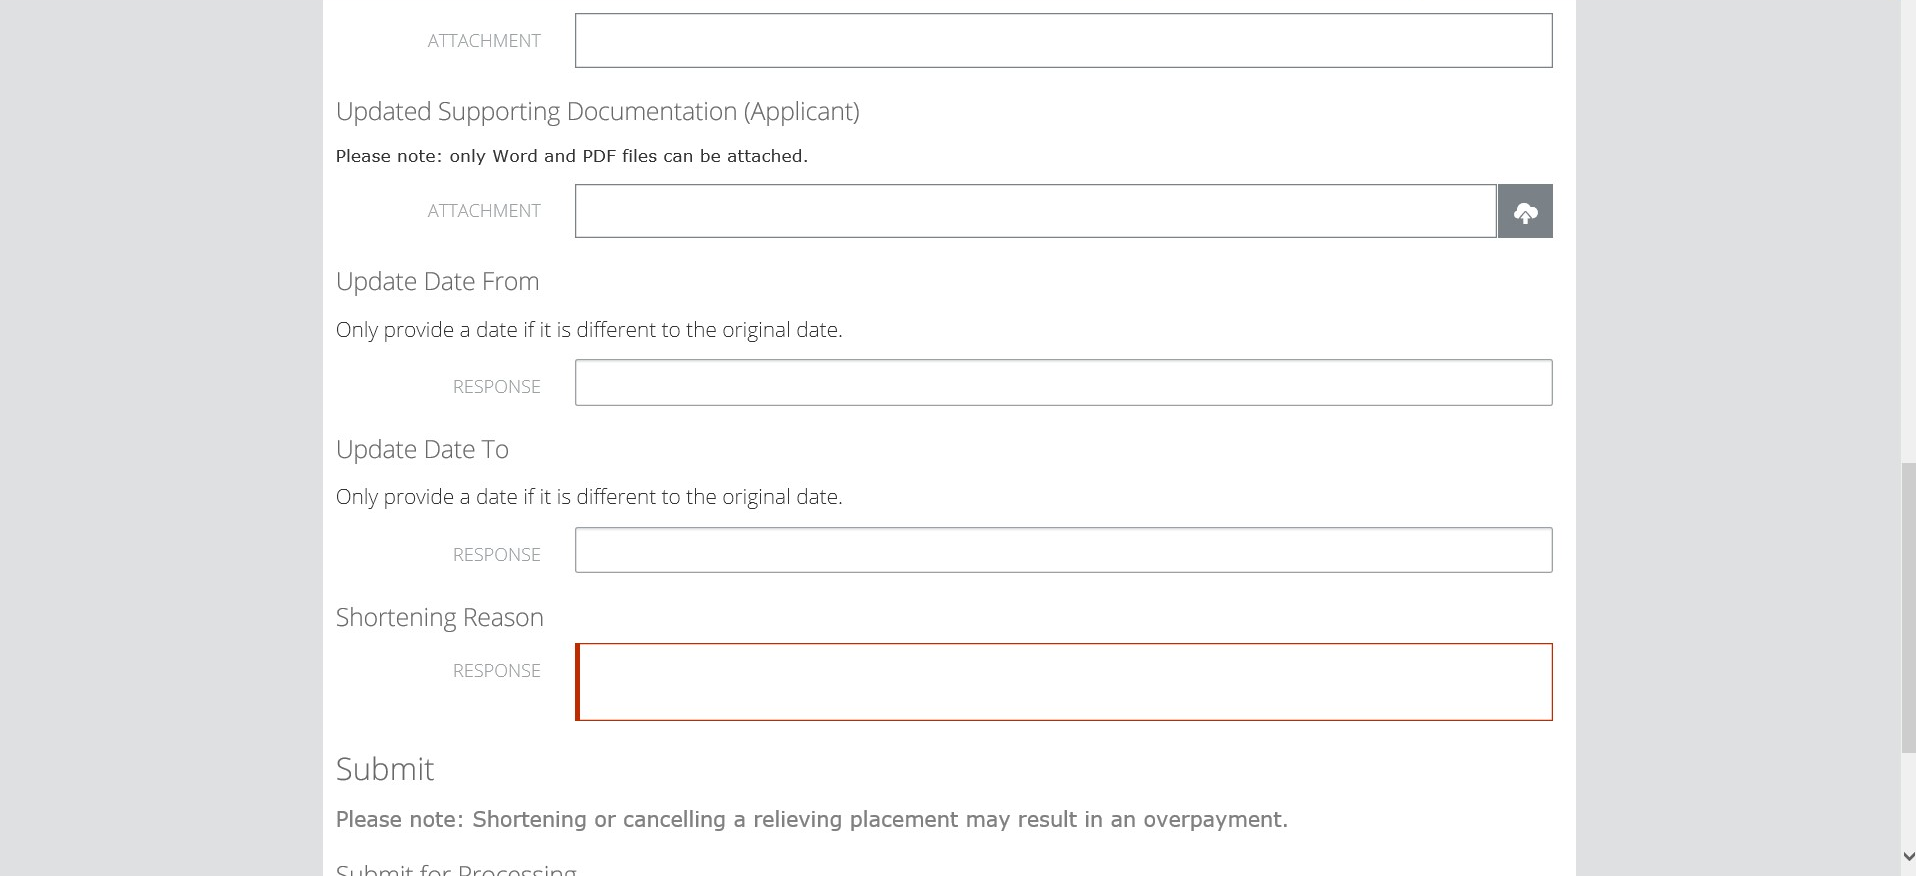 ATTACHMENT
Updated Supporting Documentation (Applicant)
Please note: only Word and PDF files can be attached.
ATTACHMENT
Update Date From
Only provide a date if it is different to the original date.
RESPONSE
Update Date To
Only provide a date if it is different to the original date.
RESPONSE
Shortening Reason
RESPONSE
Submit
Please note: Shortening or cancelling a relieving placement may result in an overpayment.
Submit for Processing